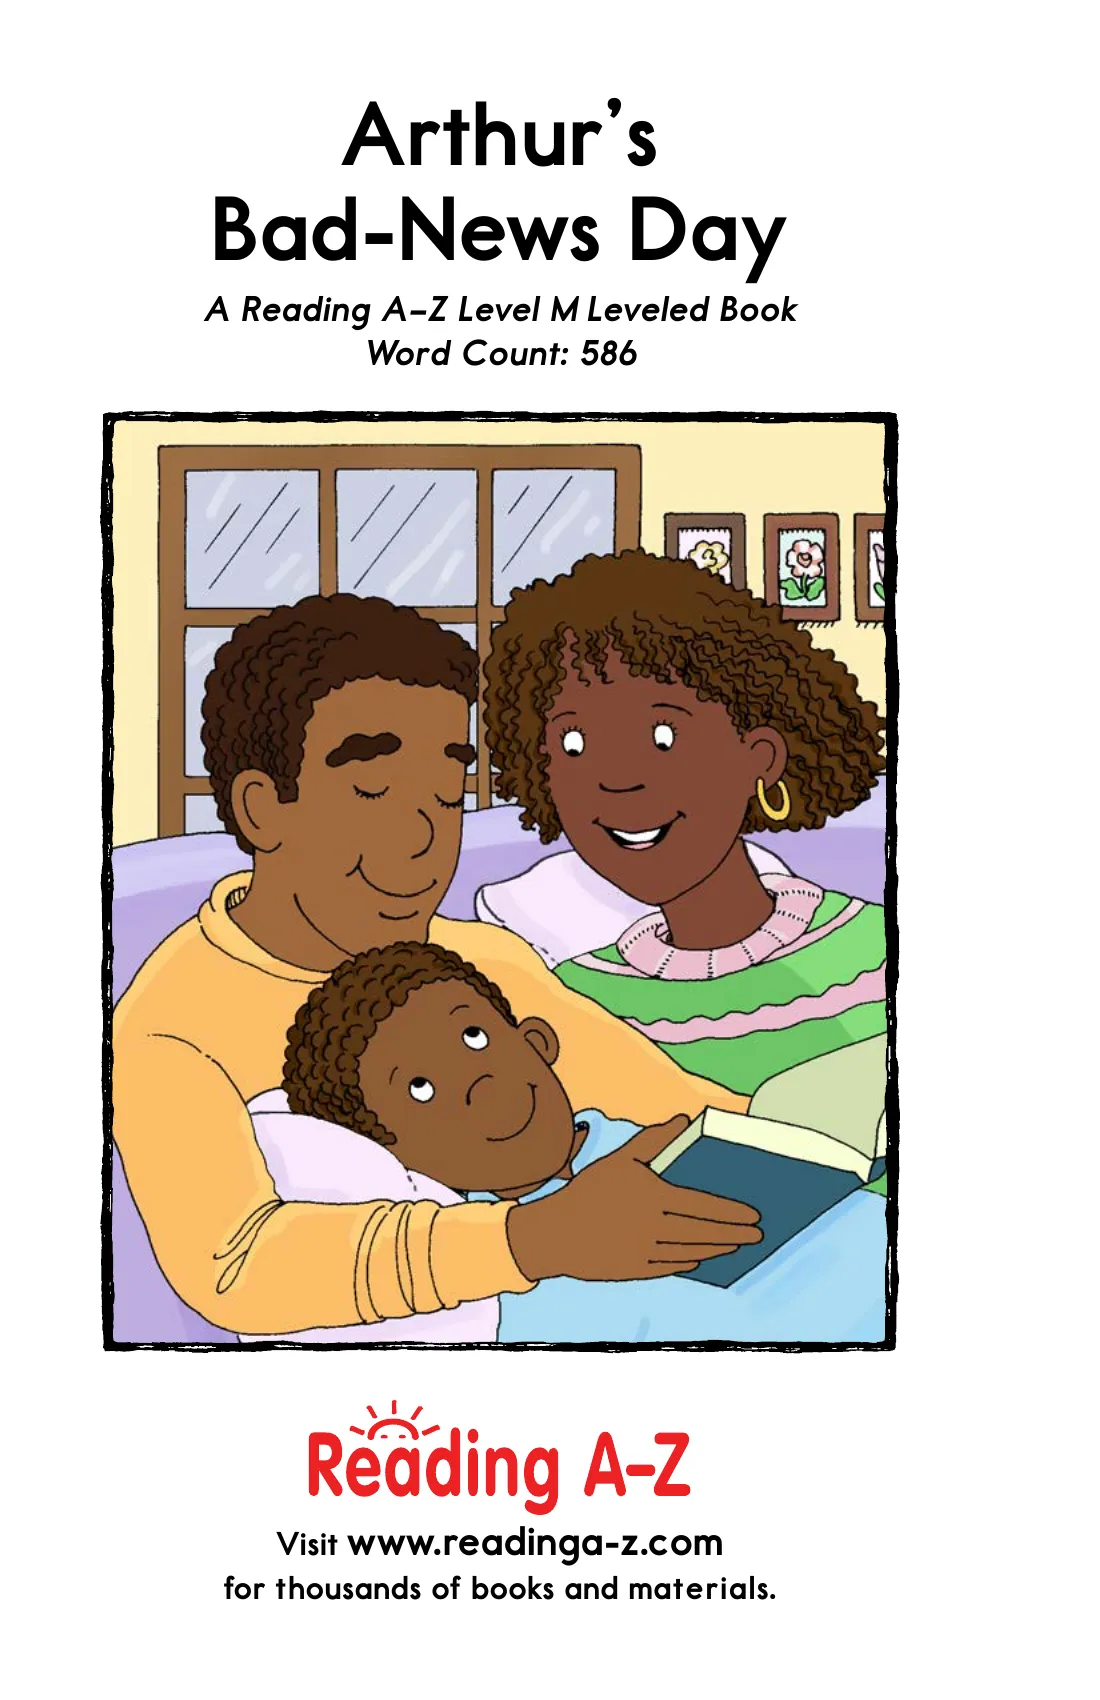 Arthur’s
Bad-News Day
A Reading A–Z Level M Leveled Book
Word Count: 586
Reading A–Z
Visit www.readinga-z.com
for thousands of books and materials.